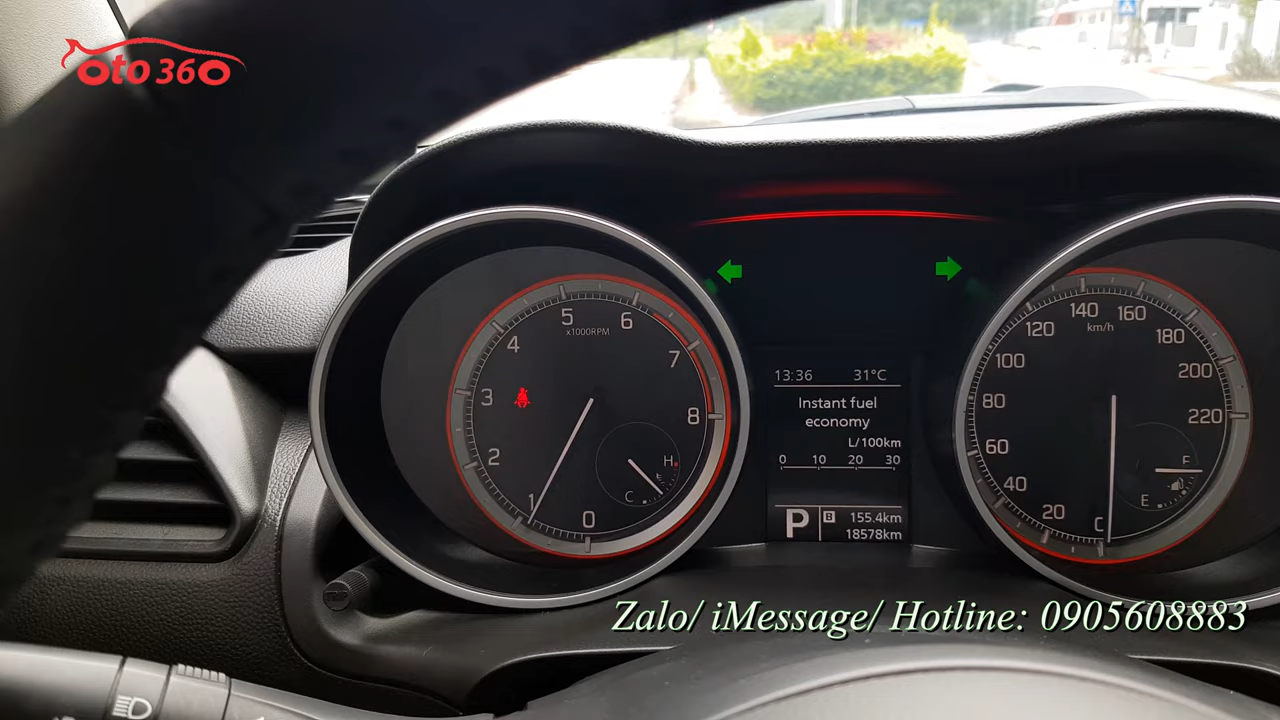 oto 360
5
6
x1000RPM
4
7
3
8
2
1
0
H
C
13:36 31°C
Instant fuel
economy
L/100km
0 10 20 30
P B 155.4km
18578km
140
160
km/h
120
180
100
200
80
220
60
40
20
F
E
Zalo/ iMessage/ Hotline: 0905608883